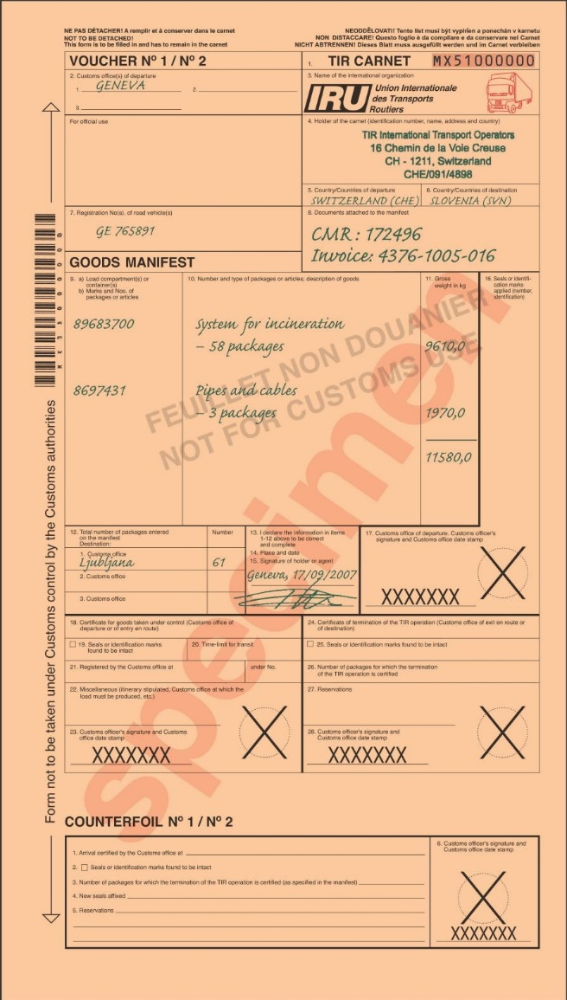 NE PAS DÉTACHER! A remplir et à conserver dans le carnet
NOT TO BE DETACHED!
This form is to be filled in and has to remain in the carnet
NEODDĚLOVATI! Tento list musí být vyplněn a ponechán v karnetu
NON DISTACCARE! Questo foglio è da compilare e da conservare nel Carnet
NICHT ABTRENNEN! Dieses Blatt muss ausgefüllt werden und im Carnet verbleiben
VOUCHER Nº 1 / Nº 2
1. TIR CARNET MX51000000
2. Customs office(s) of departure
1. GENEVA 2.
3.
3. Name of the international organization
IRU Union Internationale
des Transports
Routiers
For official use
4. Holder of the carnet (identification number, name, address and country)
TIR International Transport Operators
16 Chemin de la Voie Creuse
CH - 1211, Switzerland
CHE/091/4898
5. Country/Countries of departure
SWITZERLAND (CHE)
6. Country/Countries of destination
SLOVENIA (SVN)
7. Registration No(s). of road vehicle(s)
GE 765891
8. Documents attached to the manifest
CMR : 172496
Invoice: 4376-1005-016
GOODS MANIFEST
9. a) Load compartment(s) or
container(s)
b) Marks and Nos. of
packages or articles
10. Number and type of packages or articles; description of goods
11. Gross
weight in kg
16. Seals or identifi-
cation marks
applied (number,
identification)
89683700 System for incineration
– 58 packages 9610,0
8697431 Pipes and cables
– 3 packages 1970,0
11580,0
FEUILLET NON DOUANIER
NOT FOR CUSTOMS USE
specimen
12. Total number of packages entered
on the manifest
Destination:
Number
1. Customs office
Ljubljana 61
2. Customs office
3. Customs office
13. I declare the information in items
1-12 above to be correct
and complete
14. Place and date
15. Signature of holder or agent
Geneva, 17/09/2007
17. Customs office of departure. Customs officer's
signature and Customs office date stamp
XXXXXXX
18. Certificate for goods taken under control (Customs office of
departure or of entry en route)
19. Seals or identification marks
found to be intact
20. Time-limit for transit
21. Registered by the Customs office at under No.
22. Miscellaneous (itinerary stipulated, Customs office at which the
load must be produced, etc.)
23. Customs officer's signature and Customs
office date stamp
XXXXXXX
24. Certificate of termination of the TIR operation (Customs office of exit en route or
of destination)
25. Seals or identification marks found to be intact
26. Number of packages for which the termination
of the TIR operation is certified
27. Reservations
28. Customs officer's signature and
Customs office date stamp
XXXXXXX
Form not to be taken under Customs control by the Customs authorities
COUNTERFOIL Nº 1 / Nº 2
1. Arrival certified by the Customs office at
2. Seals or identification marks found to be intact
3. Number of packages for which the termination of the TIR operation is certified (as specified in the manifest)
4. New seals affixed
5. Reservations
6. Customs officer's signature and
Customs office date stamp
XXXXXXX